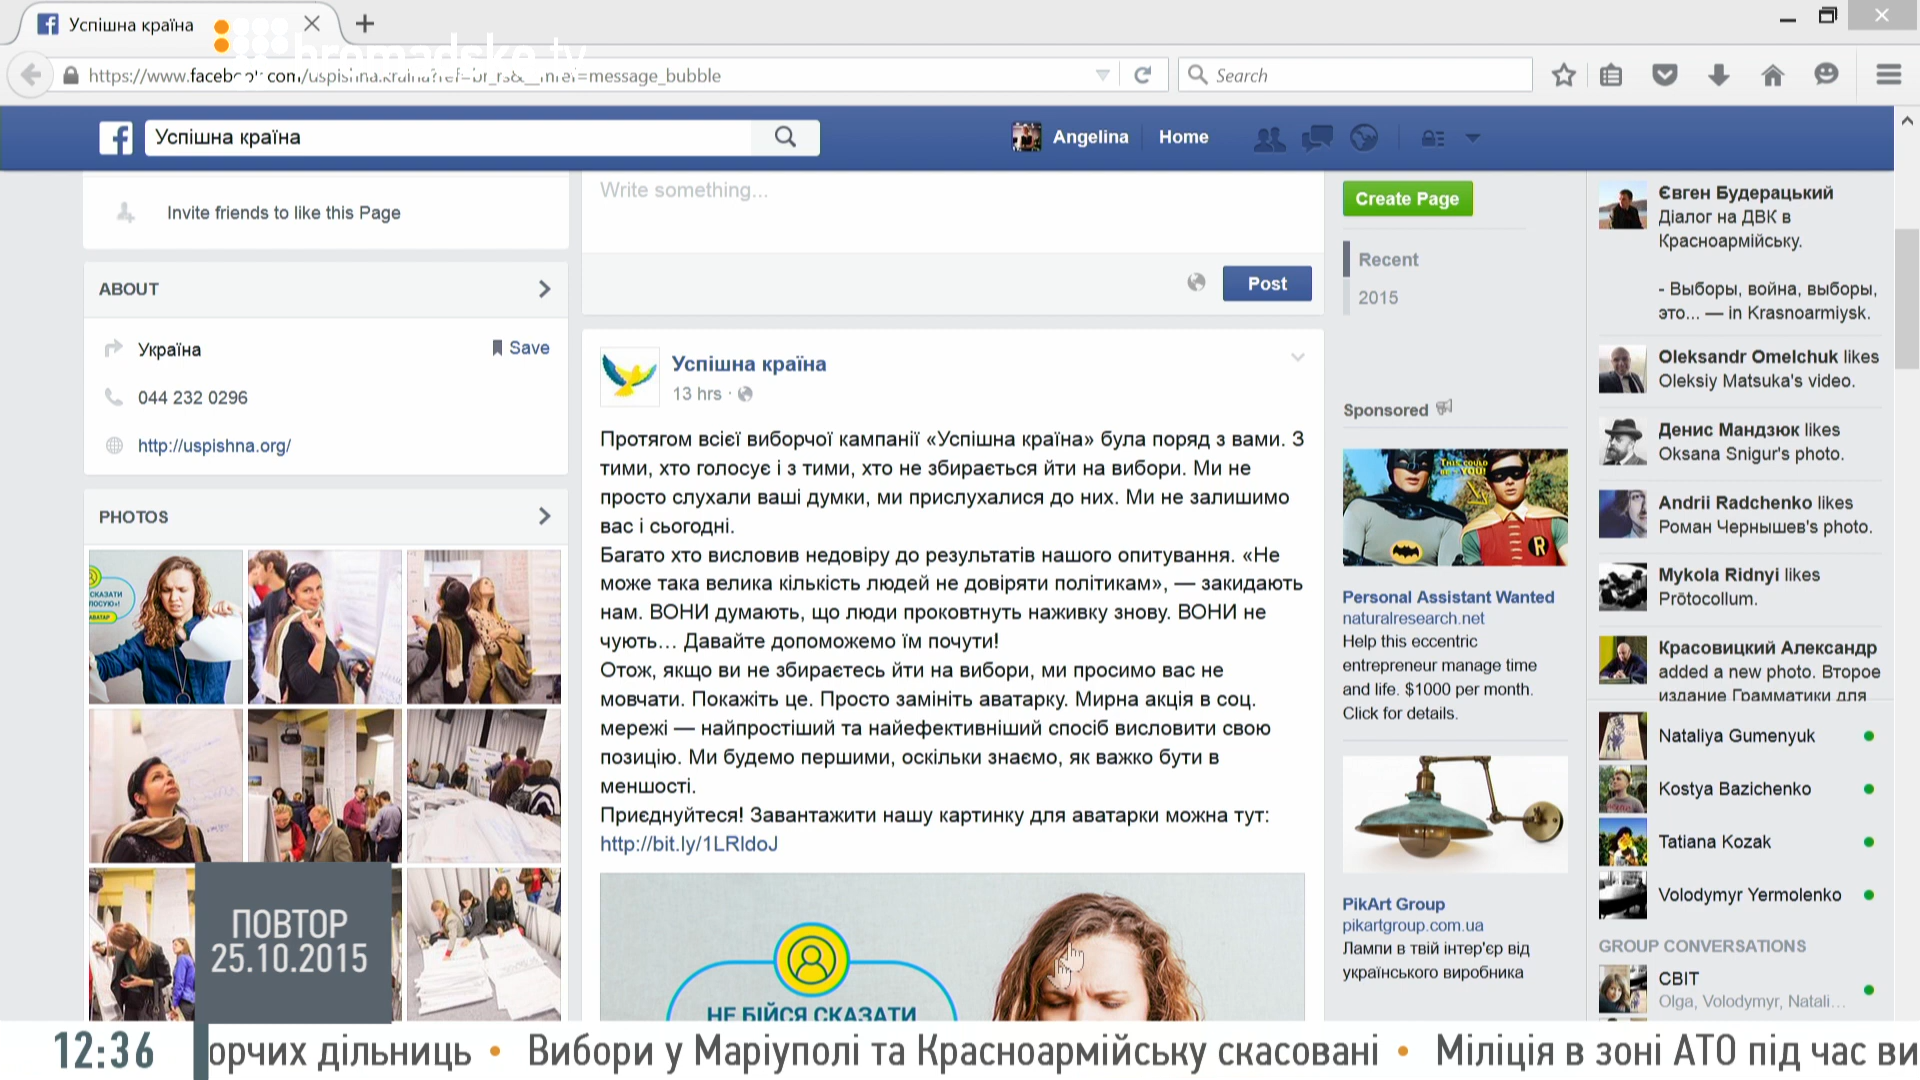 Успішна країна
hromadske.tv
https://www.facebook.com/uspishna.kraina?ref=br_rs&__mref=message_bubble
Search
Успішна країна
Angelina
Home
Invite friends to like this Page
ABOUT
Україна
Save
044 232 0296
http://uspishna.org/
PHOTOS
СКАЗАТИ
АВАТАР
Write something...
Post
Успішна країна
13 hrs ·
Протягом всієї виборчої кампанії «Успішна країна» була поряд з вами. З
тими, хто голосує і з тими, хто не збирається йти на вибори. Ми не
просто слухали ваші думки, ми прислухалися до них. Ми не залишимо
вас і сьогодні.
Багато хто висловив недовіру до результатів нашого опитування. «Не
може така велика кількість людей не довіряти політикам», — закидають
нам. ВОНИ думають, що люди проковтнуть наживку знову. ВОНИ не
чують… Давайте допоможемо їм почути!
Отож, якщо ви не збираєтесь йти на вибори, ми просимо вас не
мовчати. Покажіть це. Просто замініть аватарку. Мирна акція в соц.
мережі — найпростіший та найефективніший спосіб висловити свою
позицію. Ми будемо першими, оскільки знаємо, як важко бути в
меншості.
Приєднуйтеся! Завантажити нашу картинку для аватарки можна тут:
http://bit.ly/1LRldoJ
НЕ БІЙСЯ СКАЗАТИ
Create Page
Recent
2015
Sponsored
THIS COULD
BE YOU!
R
Personal Assistant Wanted
naturalresearch.net
Help this eccentric
entrepreneur manage time
and life. $1000 per month.
Click for details.
PikArt Group
pikartgroup.com.ua
Лампи в твій інтер'єр від
українського виробника
Євген Будерацький
Діалог на ДВК в
Красноармійську.
- Выборы, война, выборы,
это... — in Krasnoarmiysk.
Oleksandr Omelchuk likes
Oleksiy Matsuka's video.
Денис Мандзюк likes
Oksana Snigur's photo.
Andrii Radchenko likes
Роман Чернышев's photo.
Mykola Ridnyi likes
Prōtocollum.
Красовицкий Александр
added a new photo. Второе
издание Грамматики для
Nataliya Gumenyuk
Kostya Bazichenko
Tatiana Kozak
Volodymyr Yermolenko
GROUP CONVERSATIONS
СВІТ
Olga, Volodymyr, Natali...
ПОВТОР
25.10.2015
12:36
орчих дільниць • Вибори у Маріуполі та Красноармійську скасовані • Міліція в зоні АТО під час ви